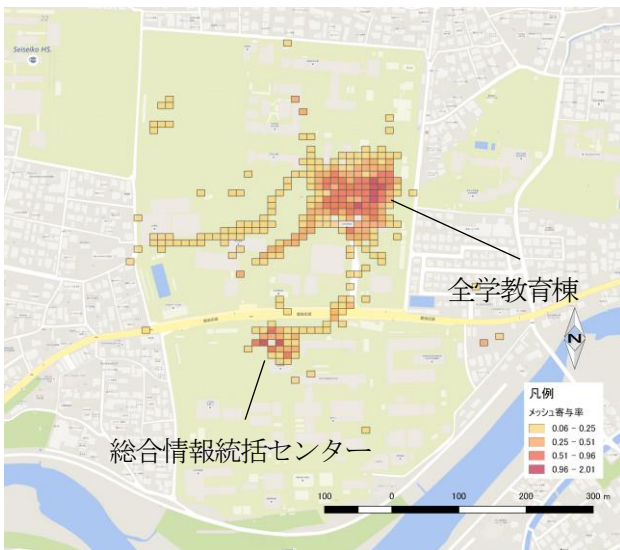 22
Seiseiko HS.
全学教育棟
N
総合情報統括センター
凡例
メッシュ寄与率
0.06 - 0.25
0.25 - 0.51
0.51 - 0.96
0.96 - 2.01
100 0 100 200 300 m